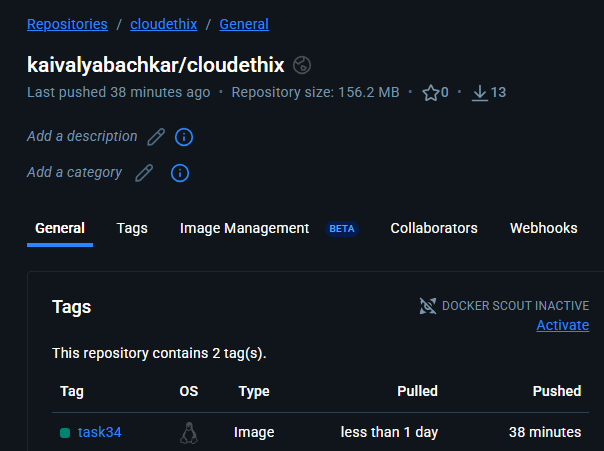 Repositories / cloudethix / General
kaivalyabachkar/cloudethix
Last pushed 38 minutes ago • Repository size: 156.2 MB • 0 • 13
Add a description
Add a category
General Tags Image Management BETA Collaborators Webhooks
Tags DOCKER SCOUT INACTIVE
Activate
This repository contains 2 tag(s).
Tag OS Type Pulled Pushed
task34 Image less than 1 day 38 minutes